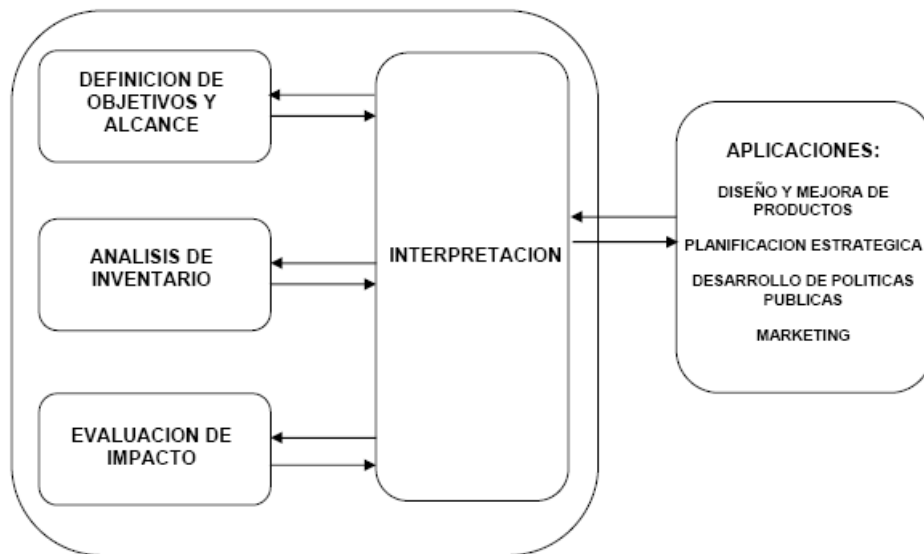 DEFINICION DE
OBJETIVOS Y
ALCANCE
ANALISIS DE
INVENTARIO
EVALUACION DE
IMPACTO
INTERPRETACION
APLICACIONES:
DISEÑO Y MEJORA DE
PRODUCTOS
PLANIFICACION ESTRATEGICA
DESARROLLO DE POLITICAS
PUBLICAS
MARKETING